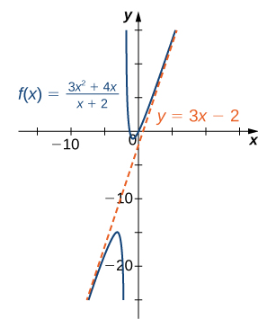 y
f(x) = (3x² + 4x)/(x + 2)
y = 3x − 2
0
x
−10
−10
−20